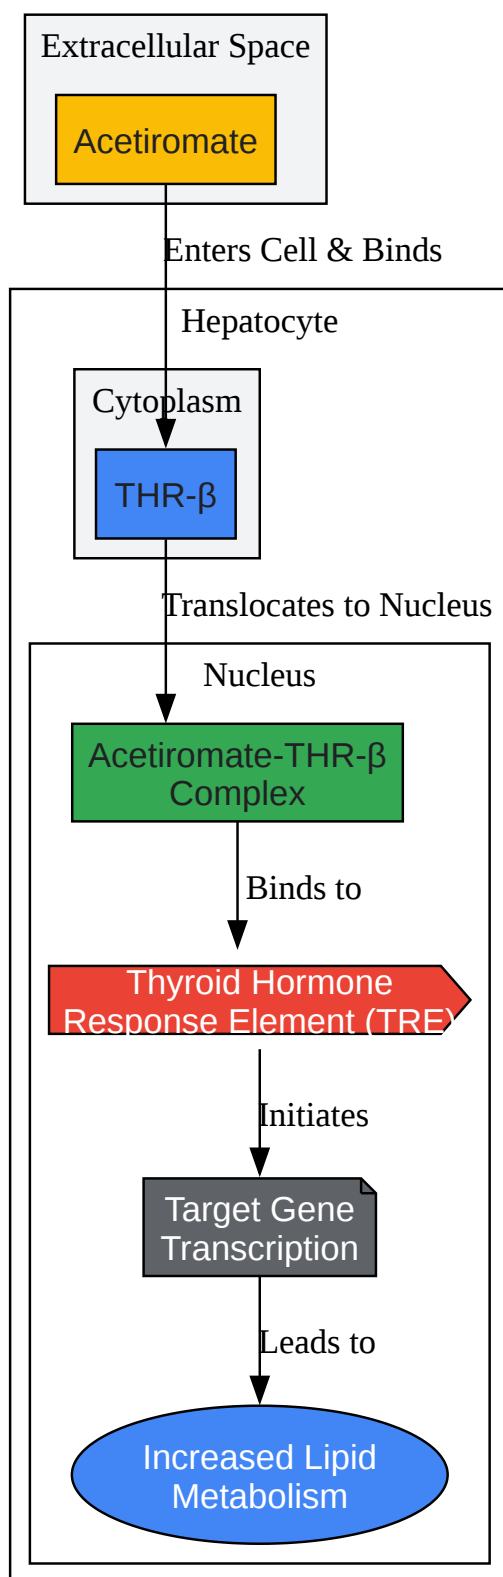 Extracellular Space
Acetiromate
Enters Cell & Binds
Hepatocyte
Cytoplasm
THR-β
Translocates to Nucleus
Nucleus
Acetiromate-THR-β
Complex
Binds to
Thyroid Hormone
Response Element (TRE)
Initiates
Target Gene
Transcription
Leads to
Increased Lipid
Metabolism